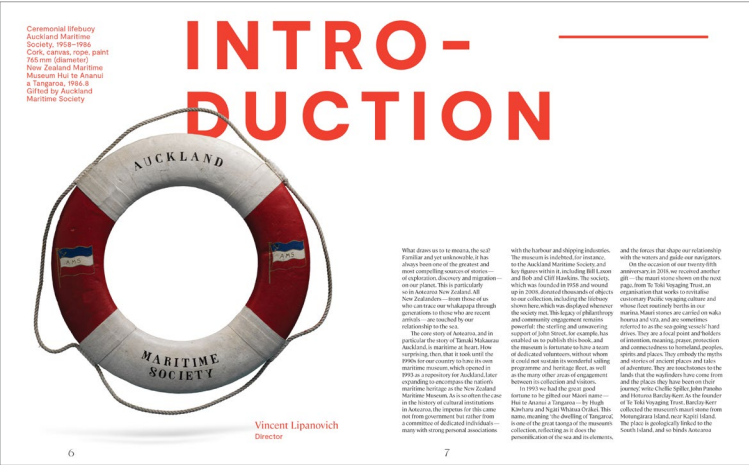 Ceremonial lifebuoy
Auckland Maritime
Society, 1958–1986
Cork, canvas, rope, paint
765 mm (diameter)
New Zealand Maritime
Museum Hui te Ananui
a Tangaroa, 1986.8
Gifted by Auckland
Maritime Society
INTRO-
DUCTION
AUCKLAND
AMS
AMS
MARITIME
SOCIETY
Vincent Lipanovich
Director
6
What draws us to te moana, the sea?
Familiar and yet unknowable, it has
always been one of the greatest and
most compelling sources of stories —
of exploration, discovery and migration —
on our planet. This is particularly
so in Aotearoa New Zealand. All
New Zealanders — from those of us
who can trace our whakapapa through
generations to those who are recent
arrivals — are touched by our
relationship to the sea.
The core story of Aotearoa, and in
particular the story of Tāmaki Makaurau
Auckland, is maritime at heart. How
surprising, then, that it took until the
1990s for our country to have its own
maritime museum, which opened in
1993 as a repository for Auckland, later
expanding to encompass the nation's
maritime heritage as the New Zealand
Maritime Museum. As is so often the case
in the history of cultural institutions
in Aotearoa, the impetus for this came
not from government but rather from
a committee of dedicated individuals —
many with strong personal associations
with the harbour and shipping industries.
The museum is indebted, for instance,
to the Auckland Maritime Society, and
key figures within it, including Bill Laxon
and Bob and Cliff Hawkins. The society,
which was founded in 1958 and wound
up in 2008, donated thousands of objects
to our collection, including the lifebuoy
shown here, which was displayed whenever
the society met. This legacy of philanthropy
and community engagement remains
powerful: the sterling and unwavering
support of John Street, for example, has
enabled us to publish this book, and
the museum is fortunate to have a team
of dedicated volunteers, without whom
it could not sustain its wonderful sailing
programme and heritage fleet, as well
as the many other areas of engagement
between its collection and visitors.
In 1993 we had the great good
fortune to be gifted our Māori name —
Hui te Ananui a Tangaroa — by Hugh
Kawharu and Ngāti Whātua Ōrākei. This
name, meaning 'the dwelling of Tangaroa',
is one of the great taonga of the museum's
collection, reflecting as it does the
personification of the sea and its elements,
and the forces that shape our relationship
with the waters and guide our navigators.
On the occasion of our twenty-fifth
anniversary, in 2018, we received another
gift — the mauri stone shown on the next
page, from Te Toki Voyaging Trust, an
organisation that works to revitalise
customary Pacific voyaging culture and
whose fleet routinely berths in our
marina. Mauri stones are carried on waka
hourua and vā'a, and are sometimes
referred to as the sea-going vessels' hard
drives. They are a focal point and 'holders
of intention, meaning, prayer, protection
and connectedness to homeland, peoples,
spirits and places. They embody the myths
and stories of ancient places and tales
of adventure. They are touchstones to the
lands that the wayfinders have come from
and the places they have been on their
journey,' write Chellie Spiller, John Panoho
and Hoturoa Barclay-Kerr. As the founder
of Te Toki Voyaging Trust, Barclay-Kerr
collected the museum's mauri stone from
Motungārara Island, near Kāpiti Island.
The place is geologically linked to the
South Island, and so binds Aotearoa
7